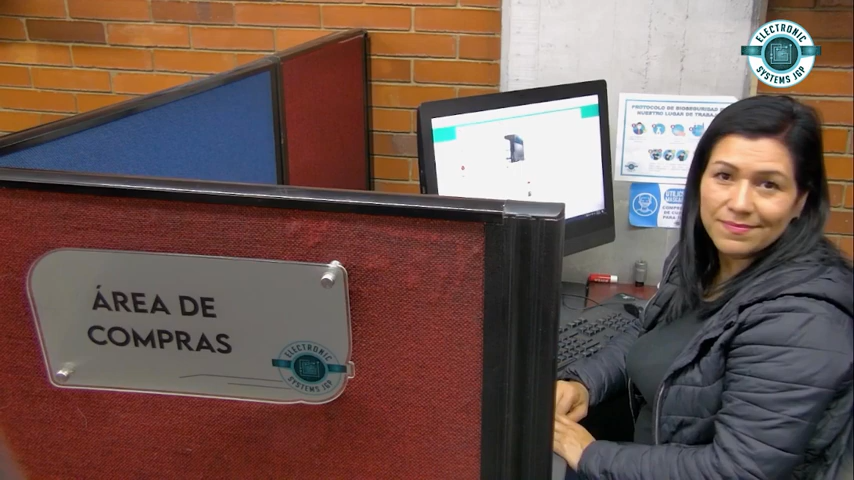 ELECTRONIC
SYSTEMS JGP
PROTOCOLO DE BIOSEGURIDAD
NUESTRO LUGAR DE TRABAJO
ÁREA DE
COMPRAS
ELECTRONIC
SYSTEMS JGP